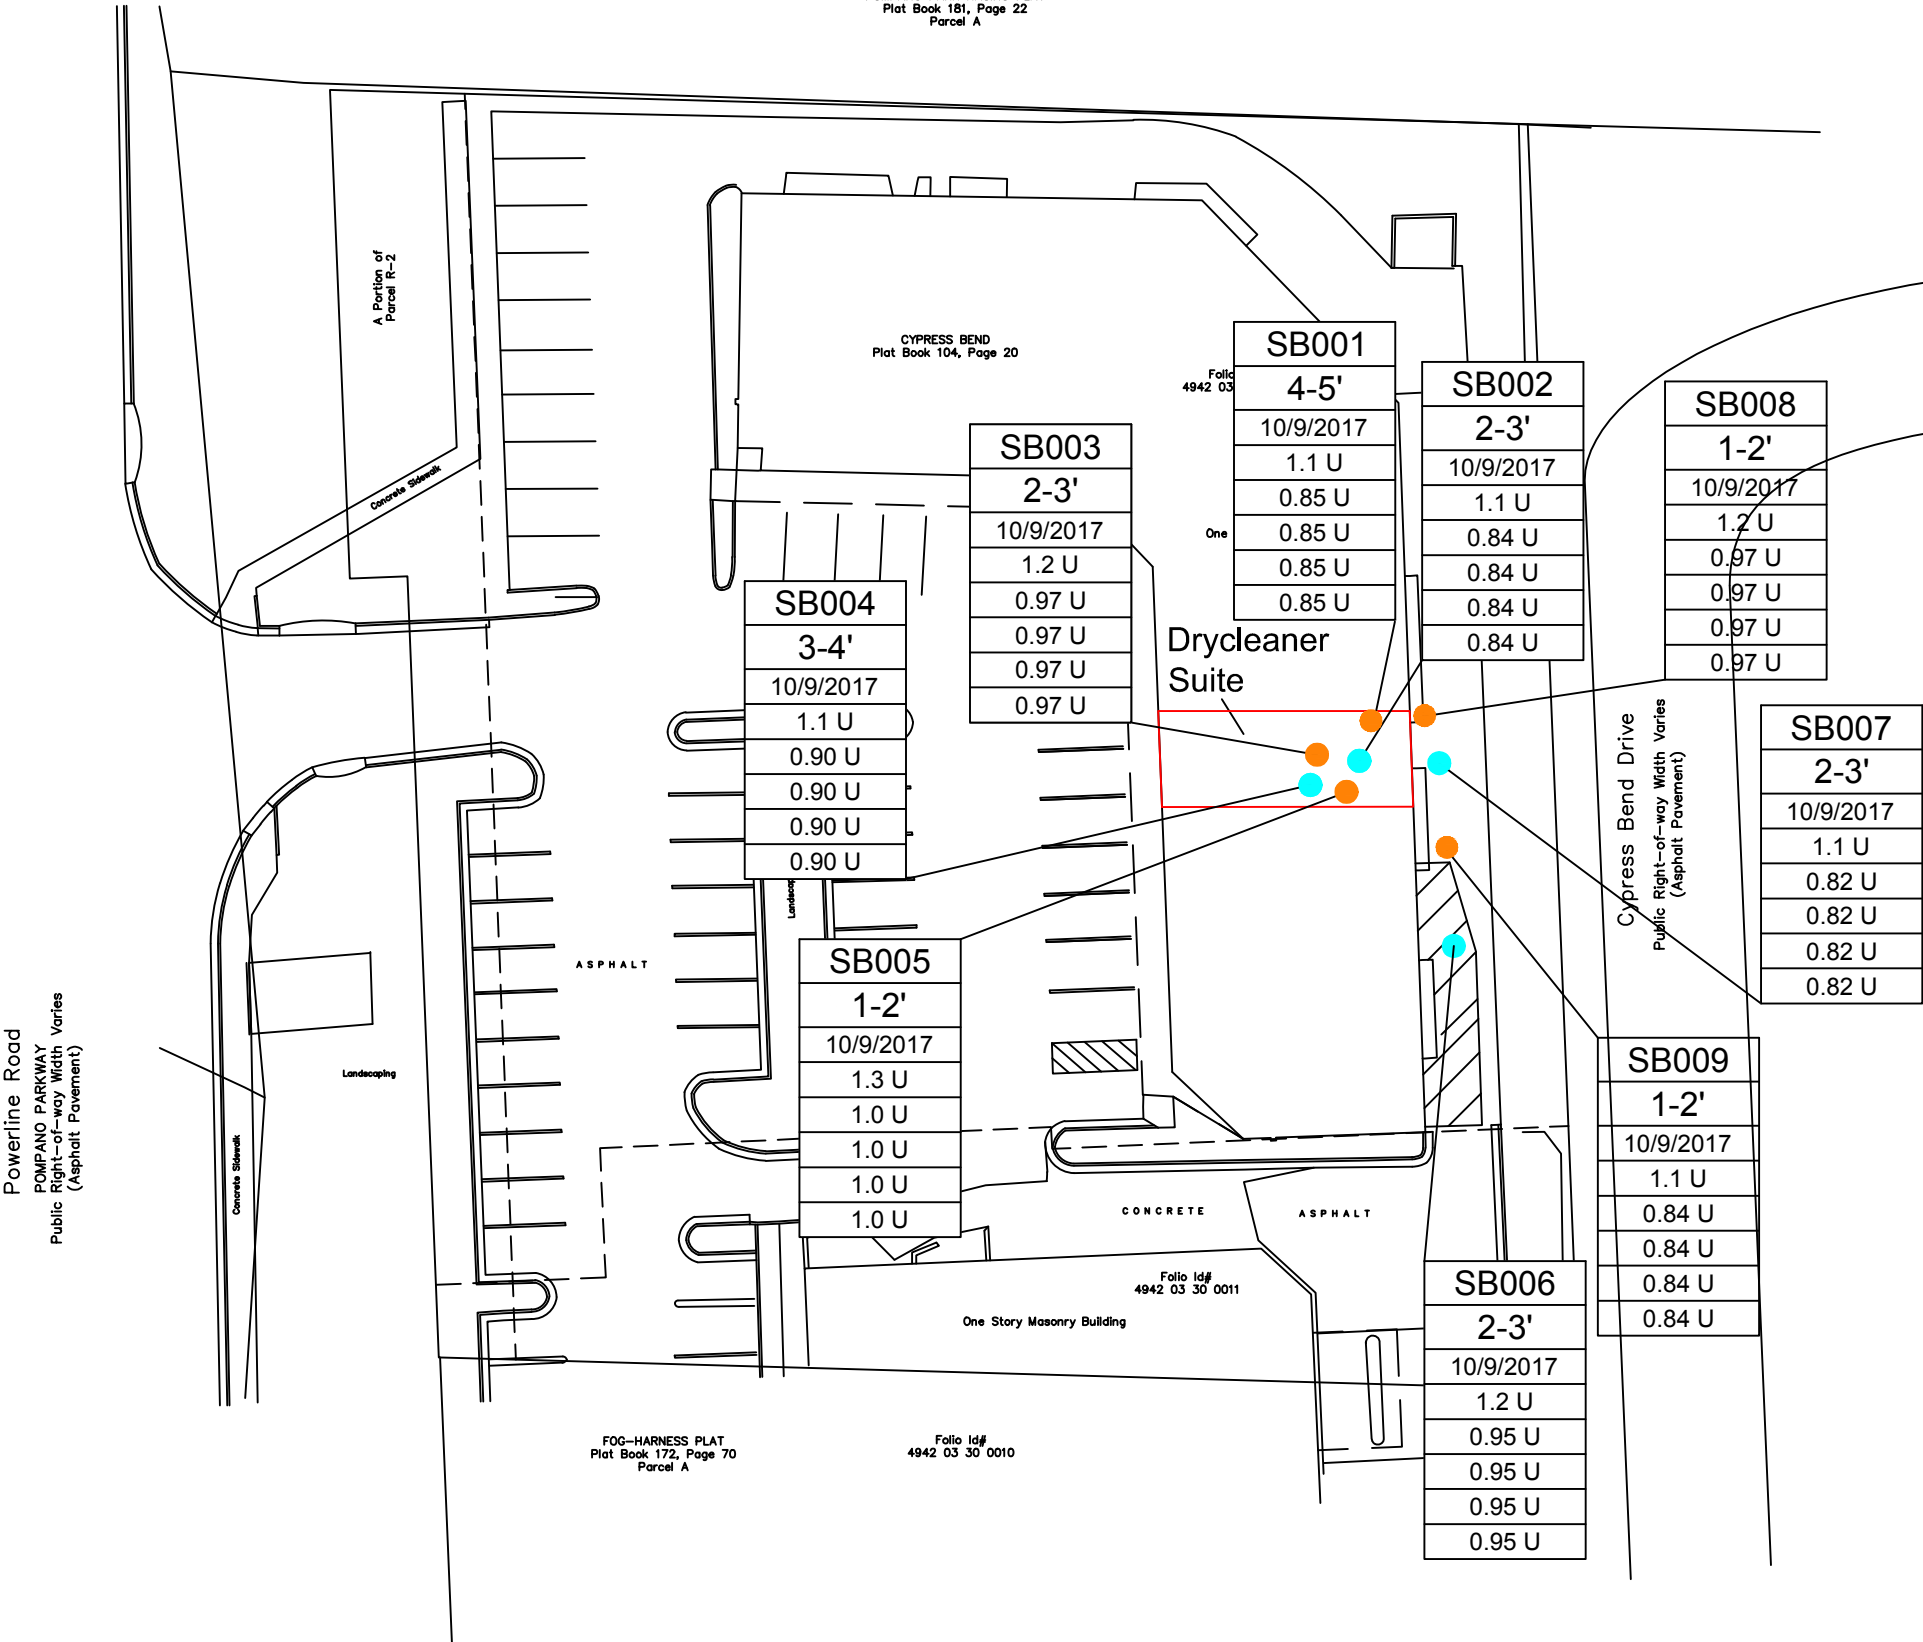 Plat Book 181, Page 22
Parcel A
A Portion of
Parcel R-2
Concrete Sidewalk
CYPRESS BEND
Plat Book 104, Page 20
Folio
4942 03
One
SB001
4-5'
10/9/2017
1.1 U
0.85 U
0.85 U
0.85 U
0.85 U
SB002
2-3'
10/9/2017
1.1 U
0.84 U
0.84 U
0.84 U
0.84 U
SB008
1-2'
10/9/2017
1.2 U
0.97 U
0.97 U
0.97 U
0.97 U
SB003
2-3'
10/9/2017
1.2 U
0.97 U
0.97 U
0.97 U
0.97 U
SB004
3-4'
10/9/2017
1.1 U
0.90 U
0.90 U
0.90 U
0.90 U
Drycleaner
Suite
SB007
2-3'
10/9/2017
1.1 U
0.82 U
0.82 U
0.82 U
0.82 U
Cypress Bend Drive
Public Right-of-way Width Varies
(Asphalt Pavement)
Landscap
ASPHALT
SB005
1-2'
10/9/2017
1.3 U
1.0 U
1.0 U
1.0 U
1.0 U
Powerline Road
POMPANO PARKWAY
Public Right-of-way Width Varies
(Asphalt Pavement)
Landscaping
Concrete Sidewalk
SB009
1-2'
10/9/2017
1.1 U
0.84 U
0.84 U
0.84 U
0.84 U
CONCRETE
ASPHALT
Folio Id#
4942 03 30 0011
One Story Masonry Building
SB006
2-3'
10/9/2017
1.2 U
0.95 U
0.95 U
0.95 U
0.95 U
FOG-HARNESS PLAT
Plat Book 172, Page 70
Parcel A
Folio Id#
4942 03 30 0010